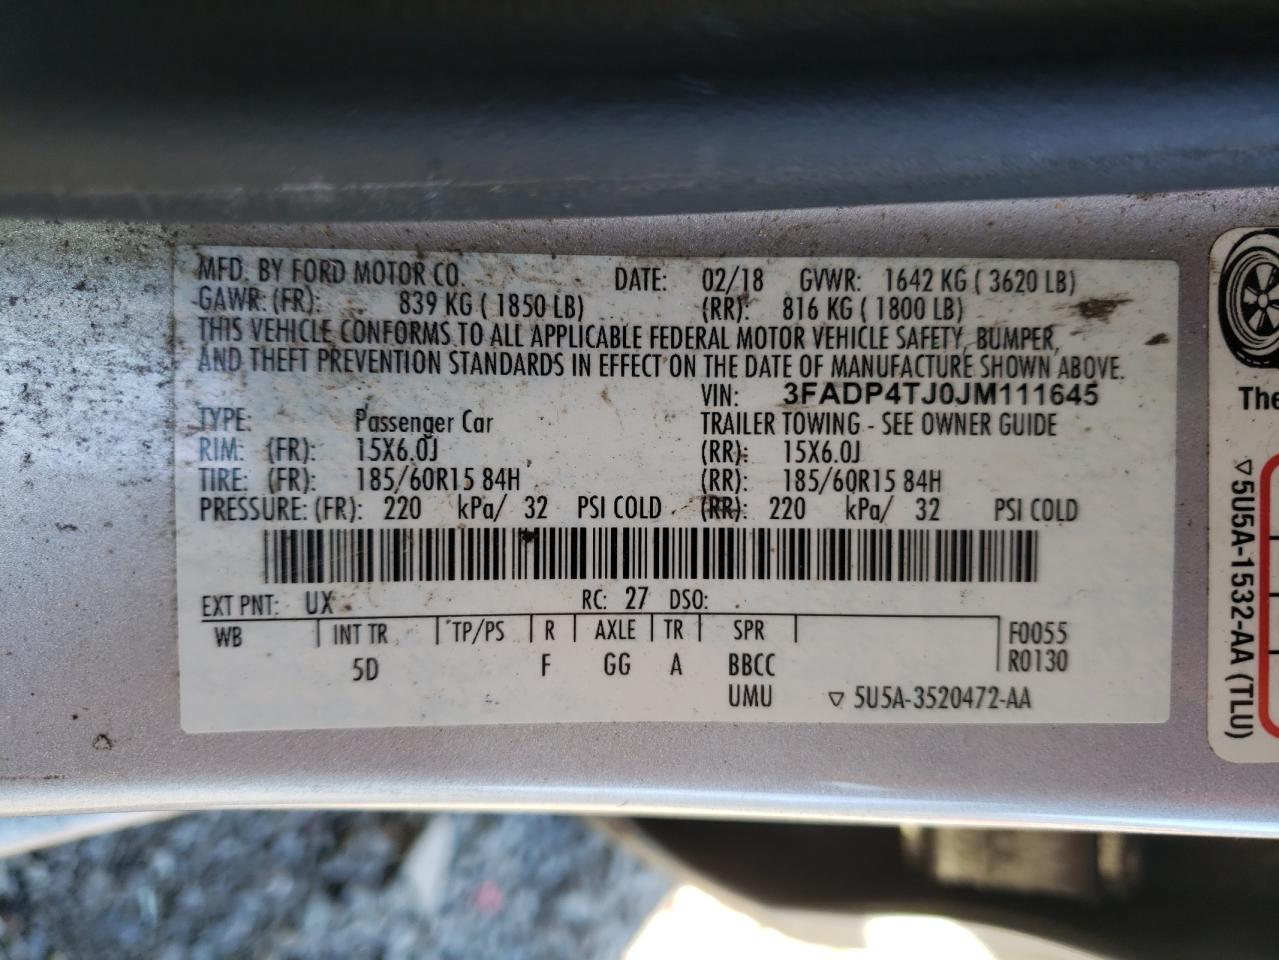 MFD. BY FORD MOTOR CO. DATE: 02/18 GVWR: 1642 KG ( 3620 LB)
GAWR: (FR): 839 KG ( 1850 LB) (RR): 816 KG ( 1800 LB)
THIS VEHICLE CONFORMS TO ALL APPLICABLE FEDERAL MOTOR VEHICLE SAFETY, BUMPER,
AND THEFT PREVENTION STANDARDS IN EFFECT ON THE DATE OF MANUFACTURE SHOWN ABOVE.
VIN: 3FADP4TJ0JM111645
TYPE: Passenger Car TRAILER TOWING - SEE OWNER GUIDE
RIM: (FR): 15X6.0J (RR): 15X6.0J
TIRE: (FR): 185/60R15 84H (RR): 185/60R15 84H
PRESSURE: (FR): 220 kPa/ 32 PSI COLD (RR): 220 kPa/ 32 PSI COLD
EXT PNT: UX RC: 27 DSO:
WB INT TR TP/PS R AXLE TR SPR F0055
5D F GG A BBCC R0130
UMU ▽ 5U5A-3520472-AA
The
▽5U5A-1532-AA (TLU)